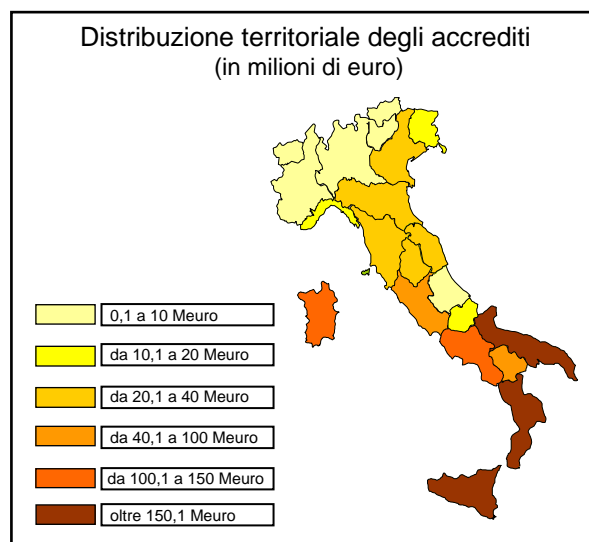 Distribuzione territoriale degli accrediti
(in milioni di euro)
0,1 a 10 Meuro
da 10,1 a 20 Meuro
da 20,1 a 40 Meuro
da 40,1 a 100 Meuro
da 100,1 a 150 Meuro
oltre 150,1 Meuro